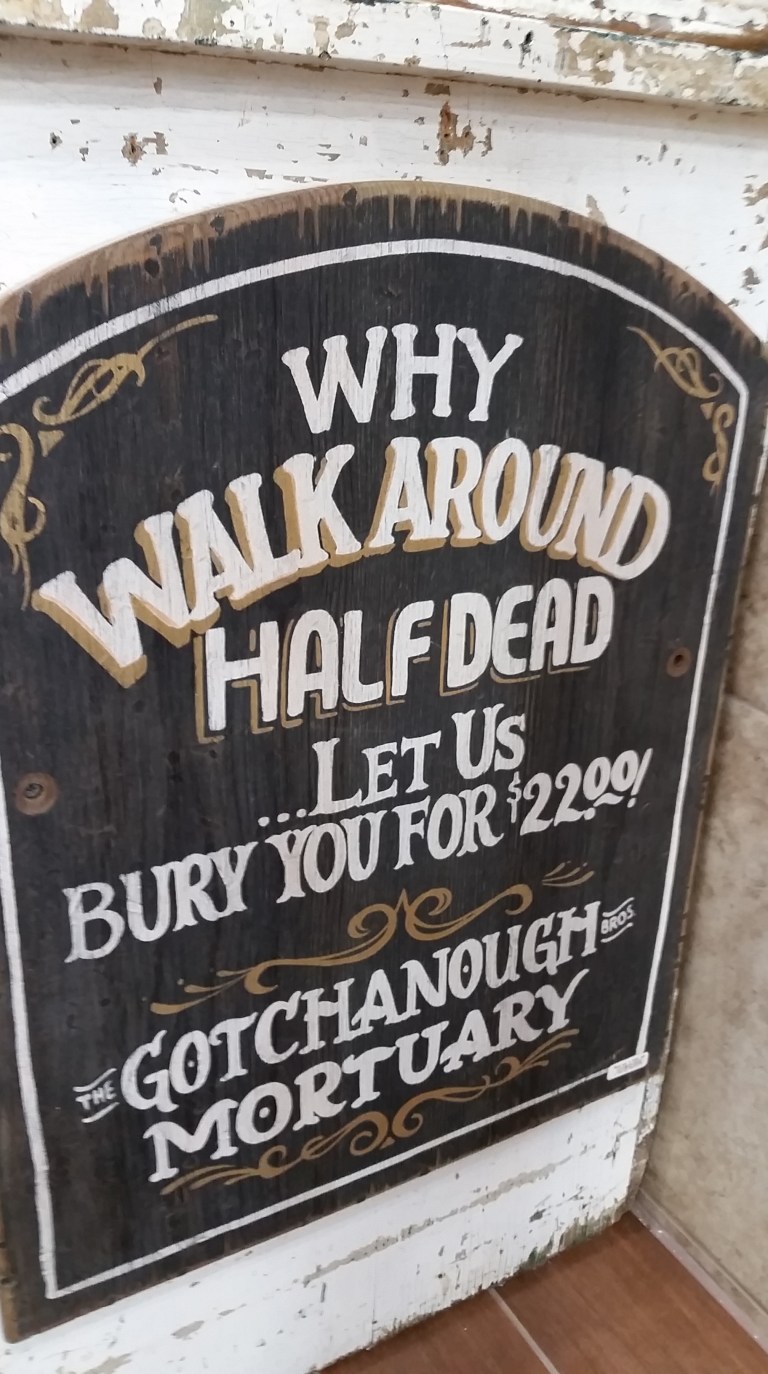 WHY
WALK AROUND
HALF DEAD
...LET US
BURY YOU FOR $22.00!
THE GOTCHANOUGH BROS.
MORTUARY